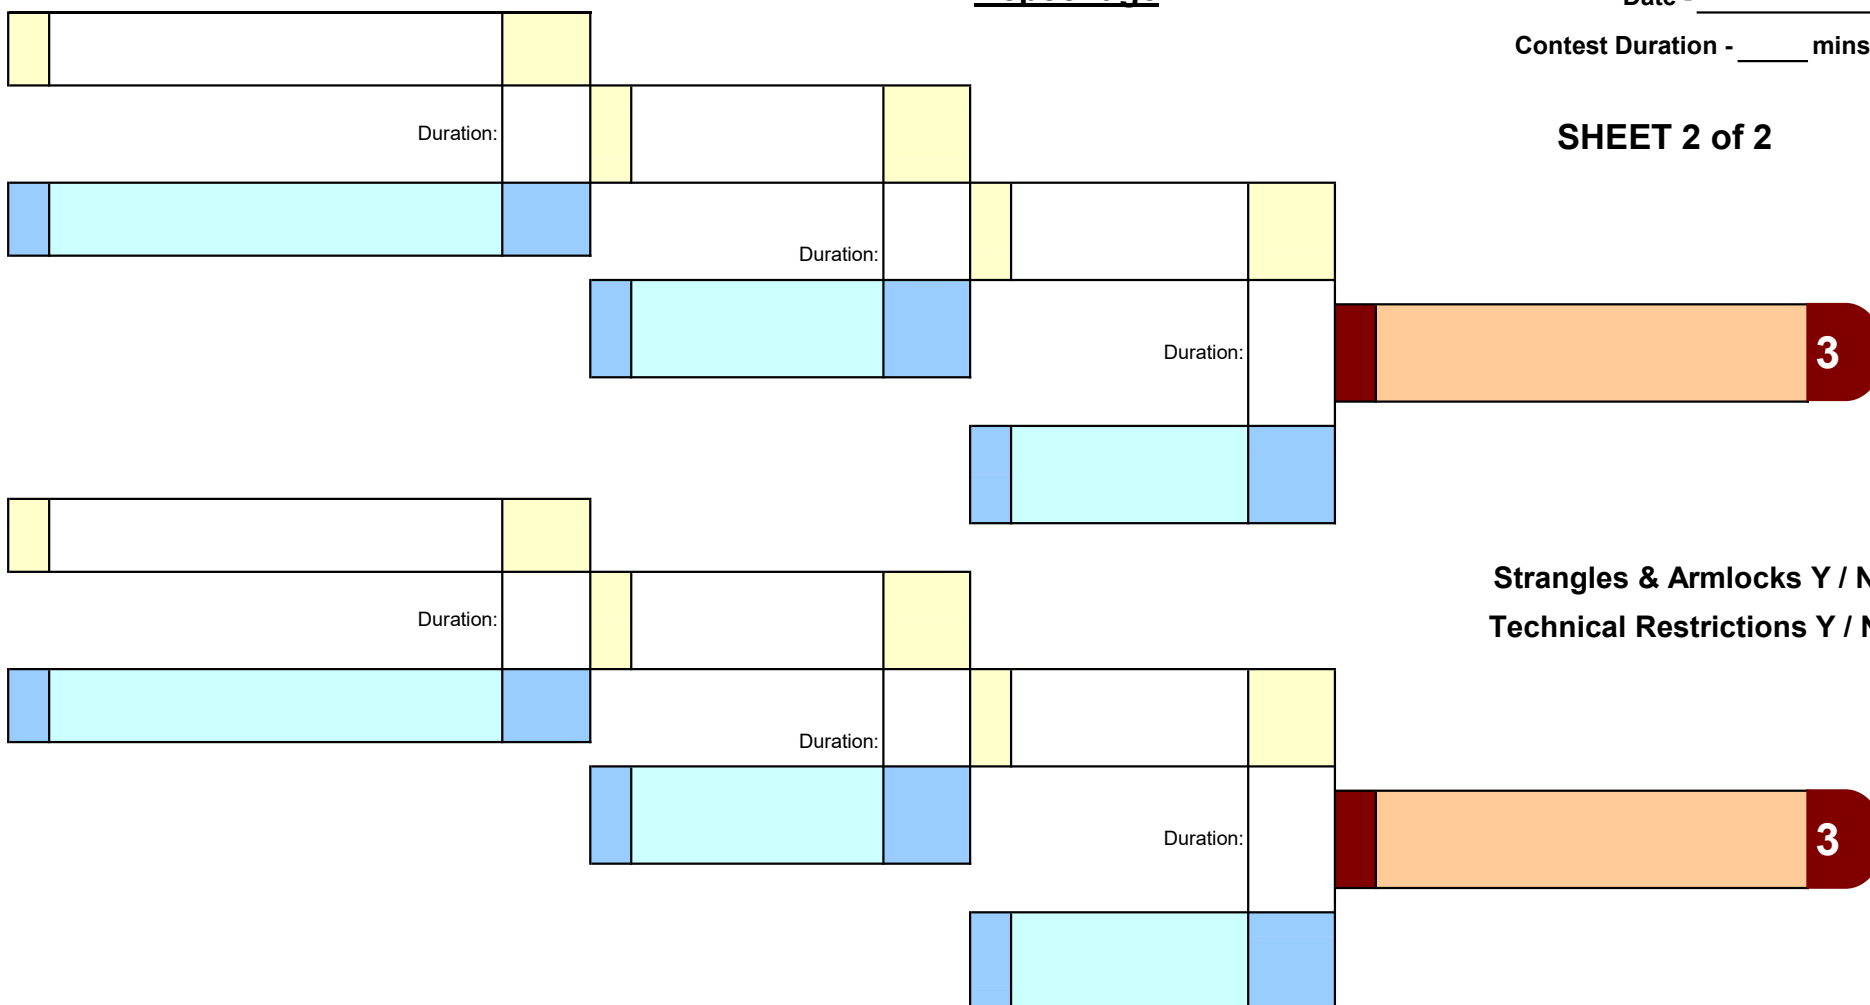 Date -
Contest Duration - _____ mins
Duration:
SHEET 2 of 2
Duration:
Duration:
3
Strangles & Armlocks Y / N
Duration:
Technical Restrictions Y / N
Duration:
Duration:
3